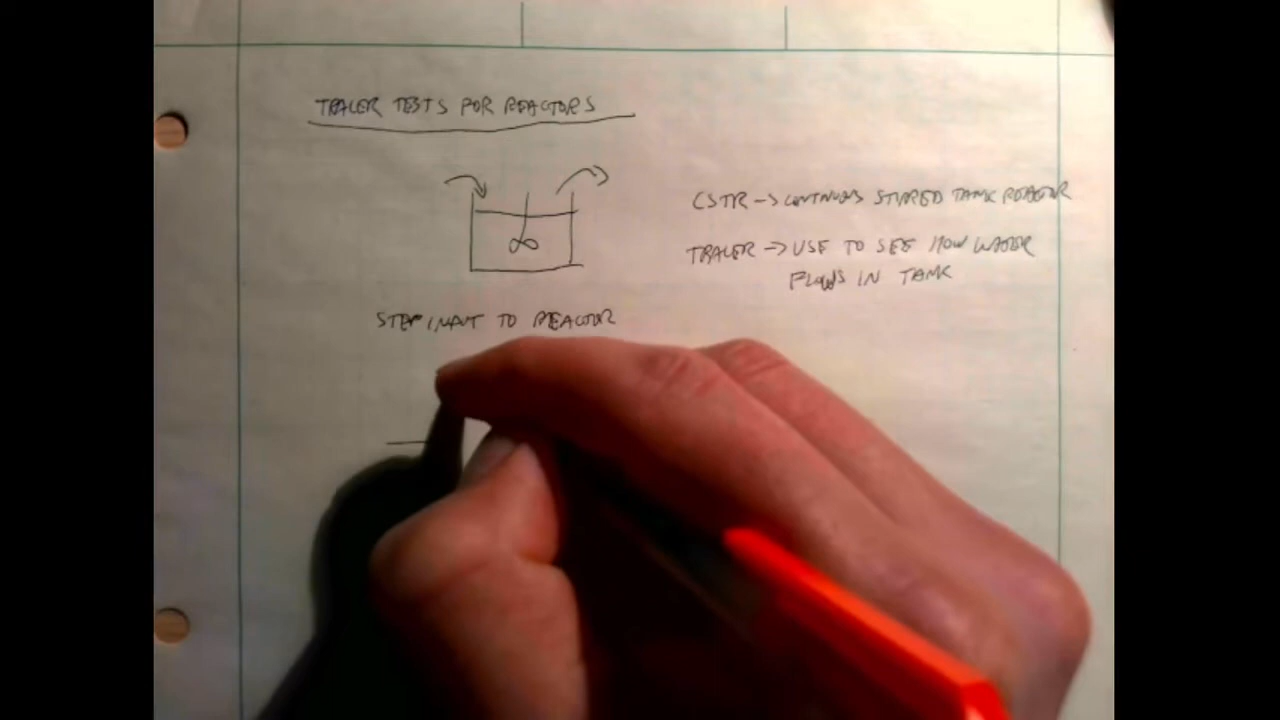 TRACER TESTS FOR REACTORS
CSTR → CONTINUOUS STIRRED TANK REACTOR
TRACER → USE TO SEE HOW WATER
FLOWS IN TANK
STEP INPUT TO REACTOR